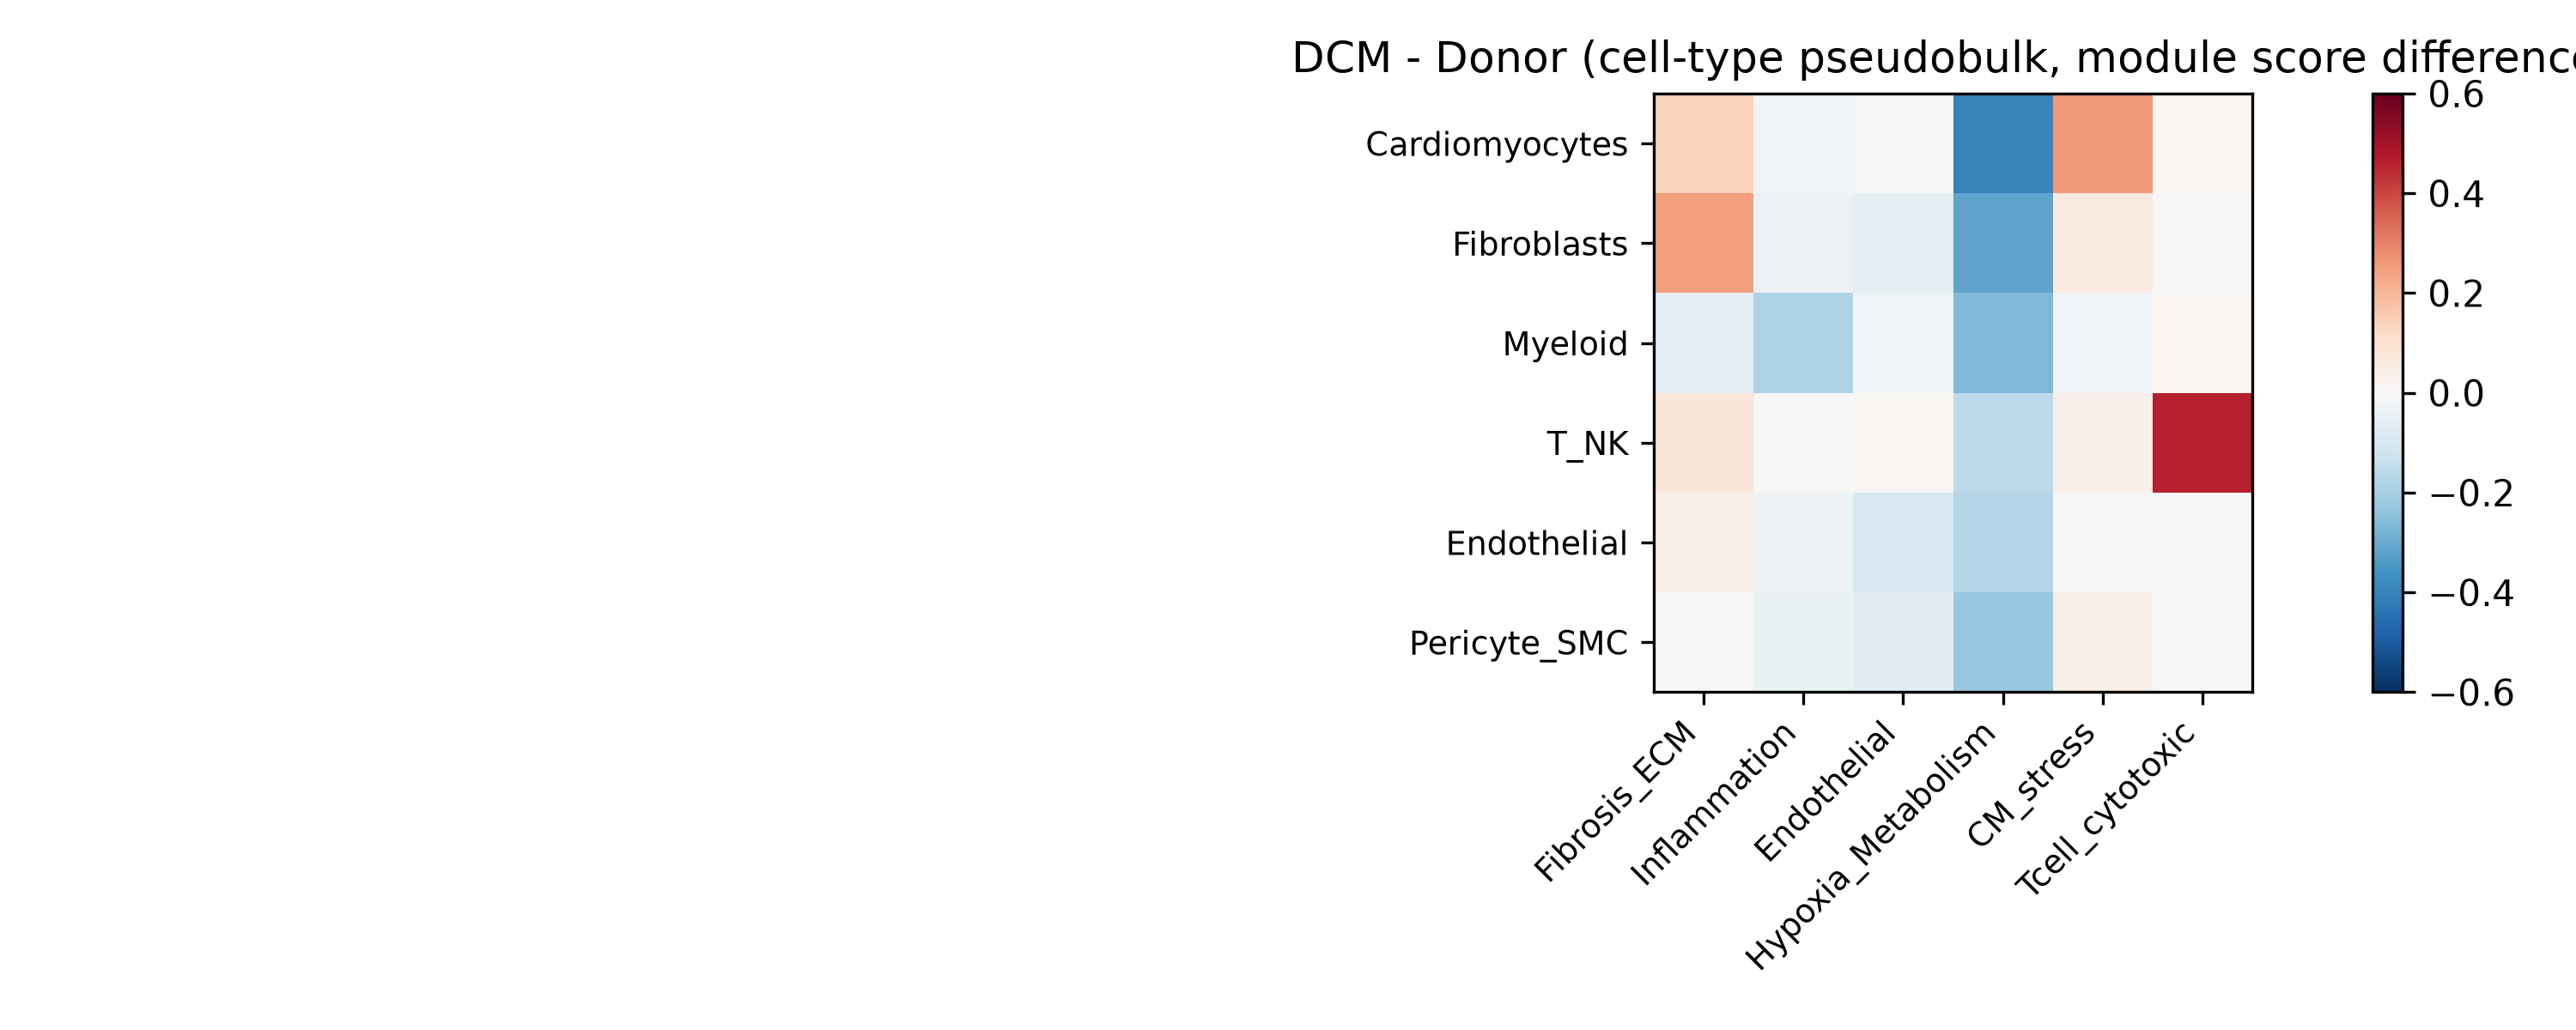 DCM - Donor (cell-type pseudobulk, module score difference
Cardiomyocytes
Fibroblasts
Myeloid
T_NK
Endothelial
Pericyte_SMC
Fibrosis_ECM
Inflammation
Endothelial
Hypoxia_Metabolism
CM_stress
Tcell_cytotoxic
0.6
0.4
0.2
0.0
−0.2
−0.4
−0.6